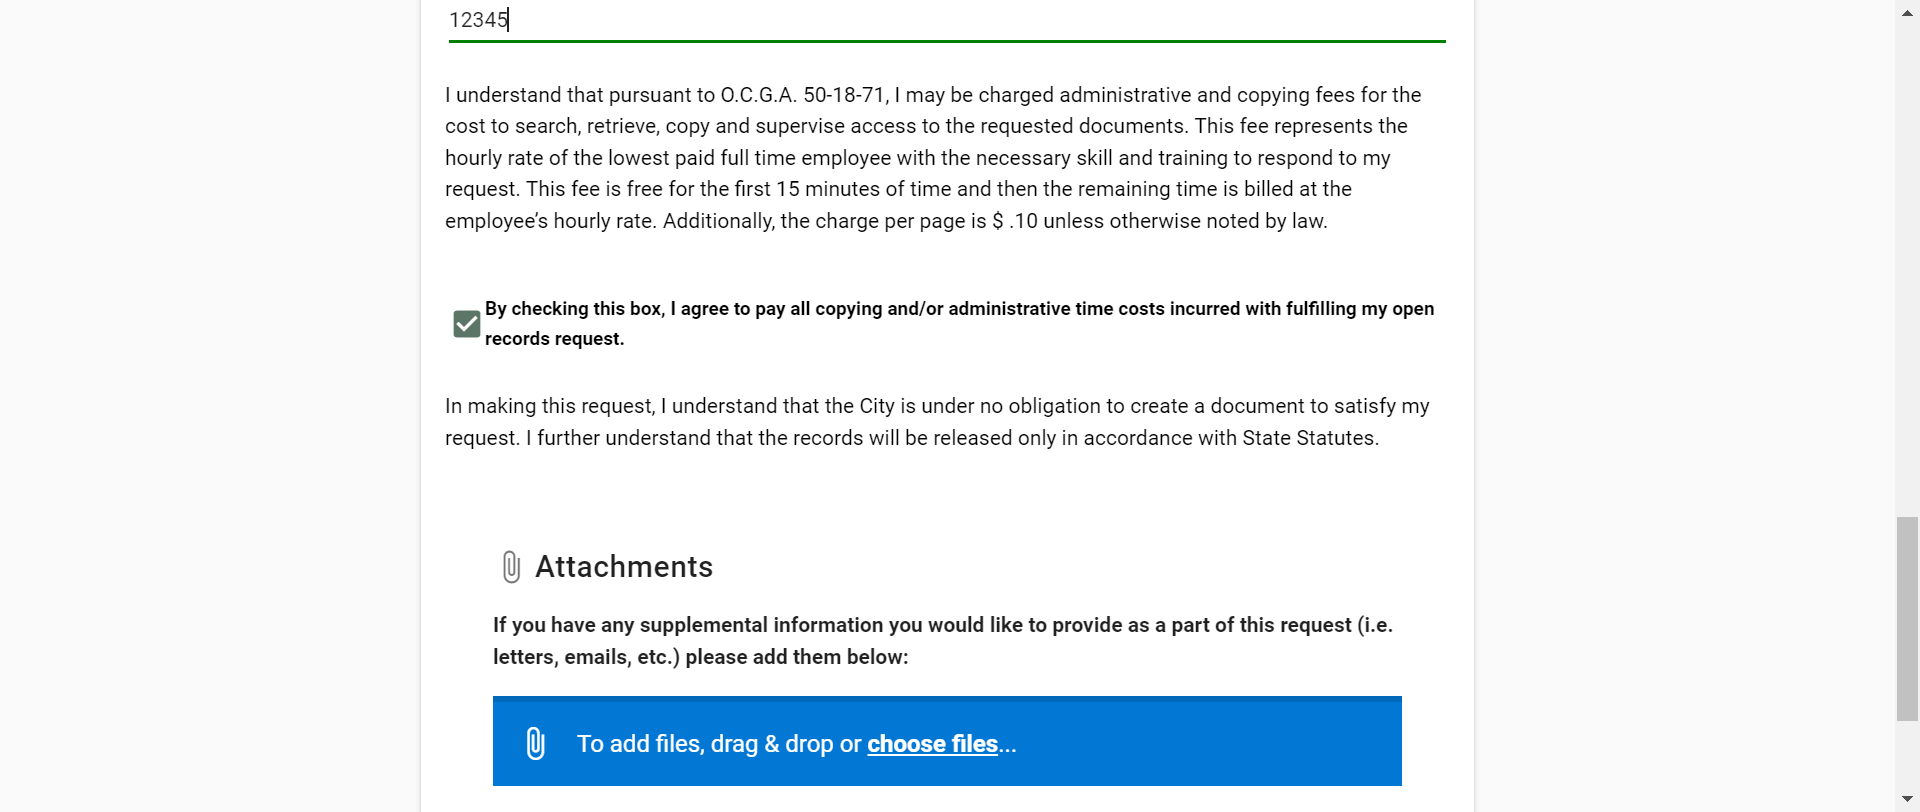 12345
I understand that pursuant to O.C.G.A. 50-18-71, I may be charged administrative and copying fees for the
cost to search, retrieve, copy and supervise access to the requested documents. This fee represents the
hourly rate of the lowest paid full time employee with the necessary skill and training to respond to my
request. This fee is free for the first 15 minutes of time and then the remaining time is billed at the
employee’s hourly rate. Additionally, the charge per page is $ .10 unless otherwise noted by law.
By checking this box, I agree to pay all copying and/or administrative time costs incurred with fulfilling my open
records request.
In making this request, I understand that the City is under no obligation to create a document to satisfy my
request. I further understand that the records will be released only in accordance with State Statutes.
Attachments
If you have any supplemental information you would like to provide as a part of this request (i.e.
letters, emails, etc.) please add them below:
To add files, drag & drop or choose files...